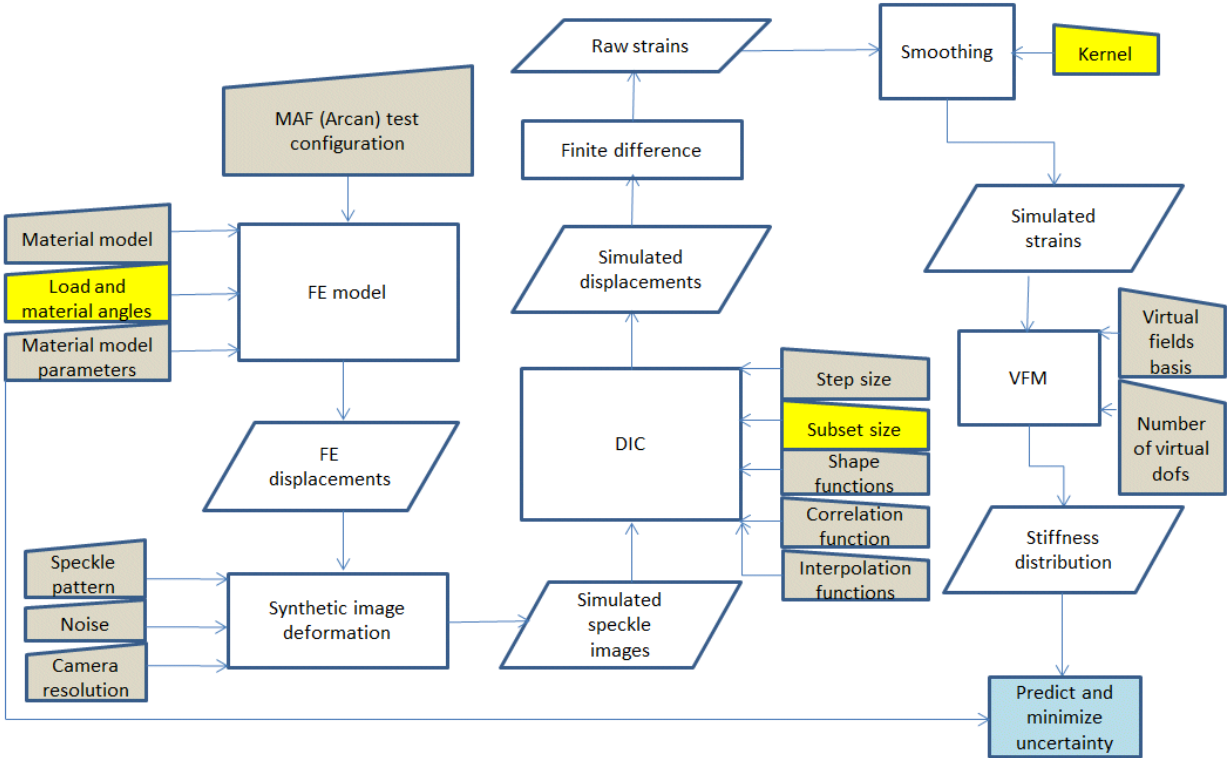 Raw strains
Smoothing
Kernel
MAF (Arcan) test
configuration
Finite difference
Material model
Load and
material angles
Material model
parameters
FE model
Simulated
displacements
Simulated
strains
Virtual
fields
basis
VFM
Number
of virtual
dofs
Step size
Subset size
Shape
functions
Correlation
function
Interpolation
functions
DIC
FE
displacements
Stiffness
distribution
Speckle
pattern
Noise
Camera
resolution
Synthetic image
deformation
Simulated
speckle
images
Predict and
minimize
uncertainty